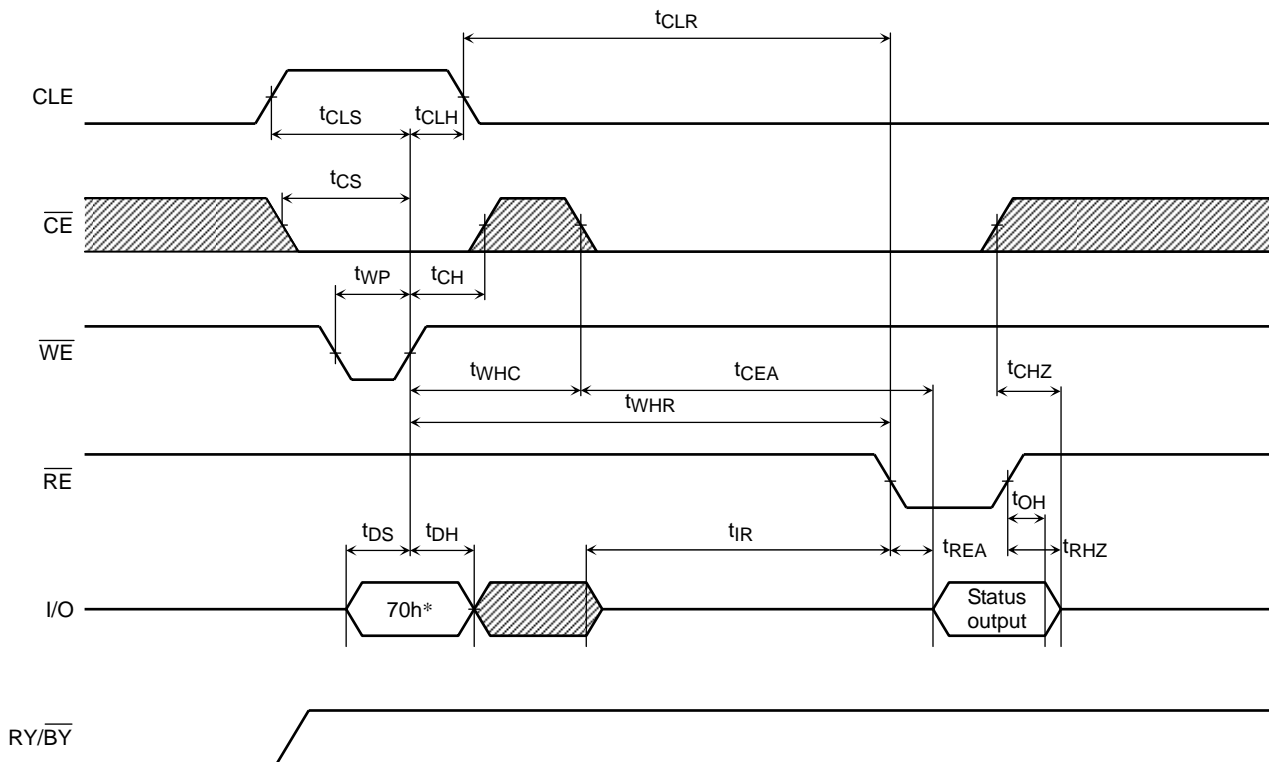 tCLR
CLE
tCLS
tCLH
tCS
CE
tWP
tCH
WE
tWHC
tCEA
tCHZ
tWHR
RE
tOH
tDS
tDH
tIR
tREA
tRHZ
I/O
70h*
Status
output
RY/BY